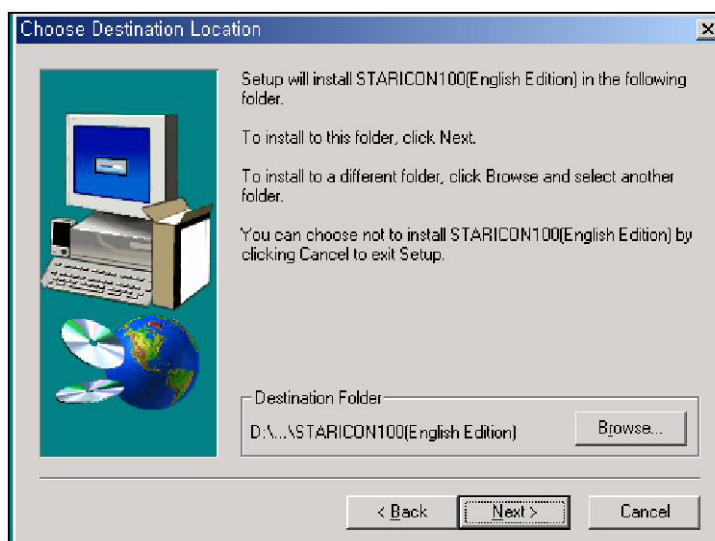 Choose Destination Location
Setup will install STARICON100(English Edition) in the following
folder.
To install to this folder, click Next.
To install to a different folder, click Browse and select another
folder.
You can choose not to install STARICON100(English Edition) by
clicking Cancel to exit Setup.
Destination Folder
D:\...\STARICON100(English Edition)
Browse...
< Back
Next >
Cancel